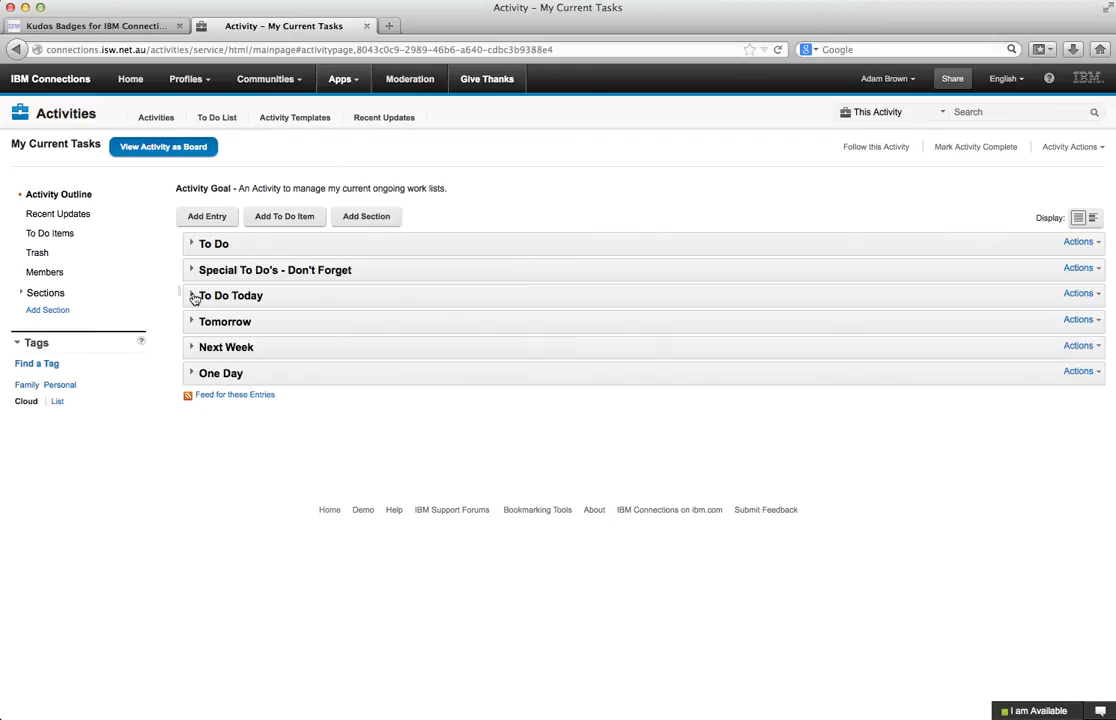 Activity – My Current Tasks
Kudos Badges for IBM Connecti...
Activity - My Current Tasks
connections.isw.net.au/activities/service/html/mainpage#activitypage,8043c0c9-2989-46b6-a640-cdbc3b9388e4
Google
IBM Connections Home Profiles Communities Apps Moderation Give Thanks Adam Brown Share English ? IBM
Activities Activities To Do List Activity Templates Recent Updates This Activity Search
My Current Tasks View Activity as Board Follow this Activity Mark Activity Complete Activity Actions
Activity Goal - An Activity to manage my current ongoing work lists.
Activity Outline
Recent Updates
To Do Items
Trash
Members
Sections
Add Section
Tags ?
Find a Tag
Family Personal
Cloud List
Add Entry Add To Do Item Add Section Display:
To Do Actions
Special To Do's - Don't Forget Actions
To Do Today Actions
Tomorrow Actions
Next Week Actions
One Day Actions
Feed for these Entries
Home Demo Help IBM Support Forums Bookmarking Tools About IBM Connections on ibm.com Submit Feedback
I am Available